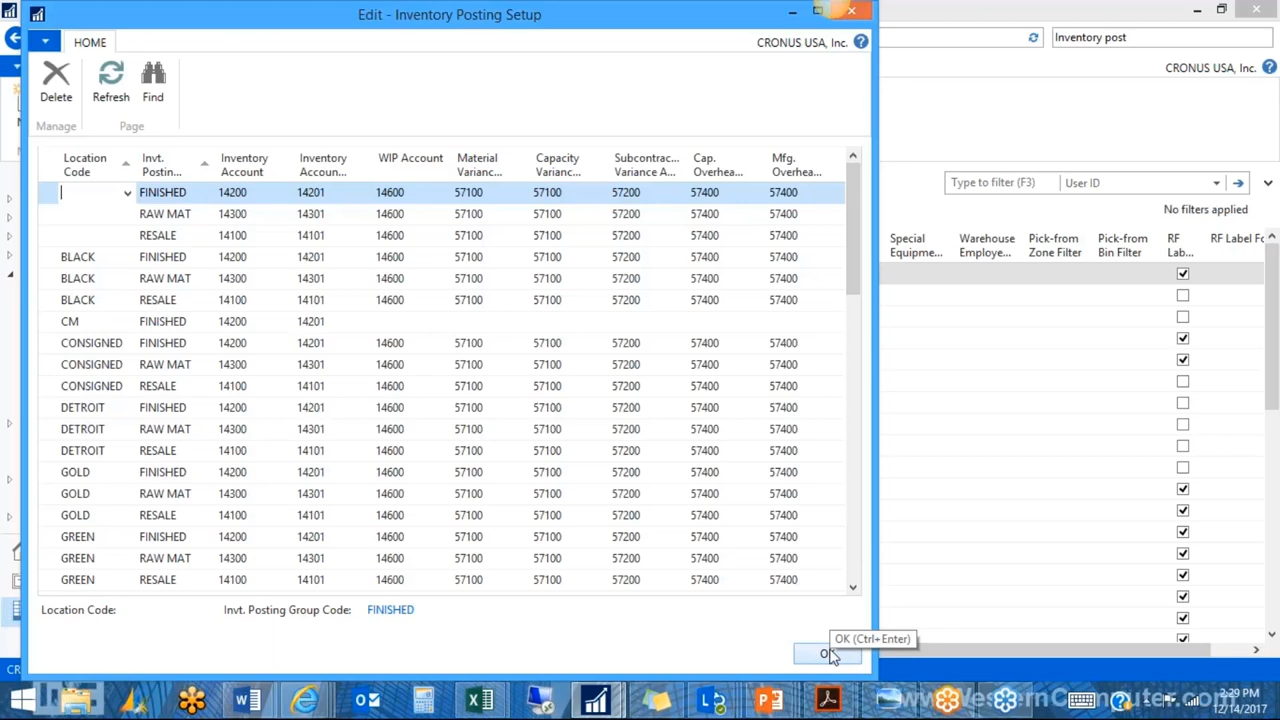 Edit - Inventory Posting Setup
Inventory post
HOME
CRONUS USA, Inc.
CRONUS USA, Inc.
Delete
Refresh
Find
Manage
Page
Location Code
Invt. Postin...
Inventory Account
Inventory Accoun...
WIP Account
Material Varianc...
Capacity Varianc...
Subcontrac... Variance A...
Cap. Overhea...
Mfg. Overhea...
FINISHED 14200 14201 14600 57100 57100 57200 57400 57400
RAW MAT 14300 14301 14600 57100 57100 57200 57400 57400
RESALE 14100 14101 14600 57100 57100 57200 57400 57400
BLACK FINISHED 14200 14201 14600 57100 57100 57200 57400 57400
BLACK RAW MAT 14300 14301 14600 57100 57100 57200 57400 57400
BLACK RESALE 14100 14101 14600 57100 57100 57200 57400 57400
CM FINISHED 14200 14201
CONSIGNED FINISHED 14200 14201 14600 57100 57100 57200 57400 57400
CONSIGNED RAW MAT 14300 14301 14600 57100 57100 57200 57400 57400
CONSIGNED RESALE 14100 14101 14600 57100 57100 57200 57400 57400
DETROIT FINISHED 14200 14201 14600 57100 57100 57200 57400 57400
DETROIT RAW MAT 14300 14301 14600 57100 57100 57200 57400 57400
DETROIT RESALE 14100 14101 14600 57100 57100 57200 57400 57400
GOLD FINISHED 14200 14201 14600 57100 57100 57200 57400 57400
GOLD RAW MAT 14300 14301 14600 57100 57100 57200 57400 57400
GOLD RESALE 14100 14101 14600 57100 57100 57200 57400 57400
GREEN FINISHED 14200 14201 14600 57100 57100 57200 57400 57400
GREEN RAW MAT 14300 14301 14600 57100 57100 57200 57400 57400
GREEN RESALE 14100 14101 14600 57100 57100 57200 57400 57400
Location Code:
Invt. Posting Group Code: FINISHED
OK (Ctrl+Enter)
Type to filter (F3)
User ID
No filters applied
Special Equipme...
Warehouse Employe...
Pick-from Zone Filter
Pick-from Bin Filter
RF Lab...
RF Label Fo
CR
www.WesternComputer.com
2:29 PM
12/14/2017